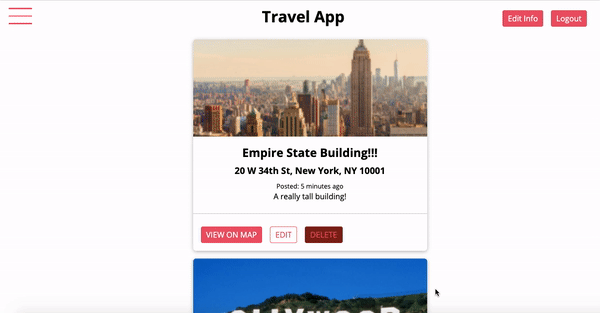 Travel App
Edit Info
Logout
Empire State Building!!!
20 W 34th St, New York, NY 10001
Posted: 5 minutes ago
A really tall building!
VIEW ON MAP
EDIT
DELETE
OLLYWOOD